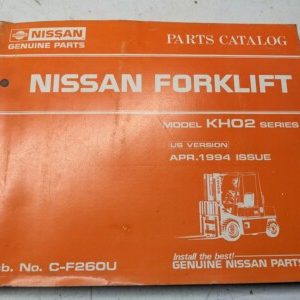 NISSAN
GENUINE PARTS
PARTS CATALOG
NISSAN FORKLIFT
MODEL KH02 SERIES
US VERSION
APR.1994 ISSUE
Install the best!
GENUINE NISSAN PARTS
b. No. C-F260U